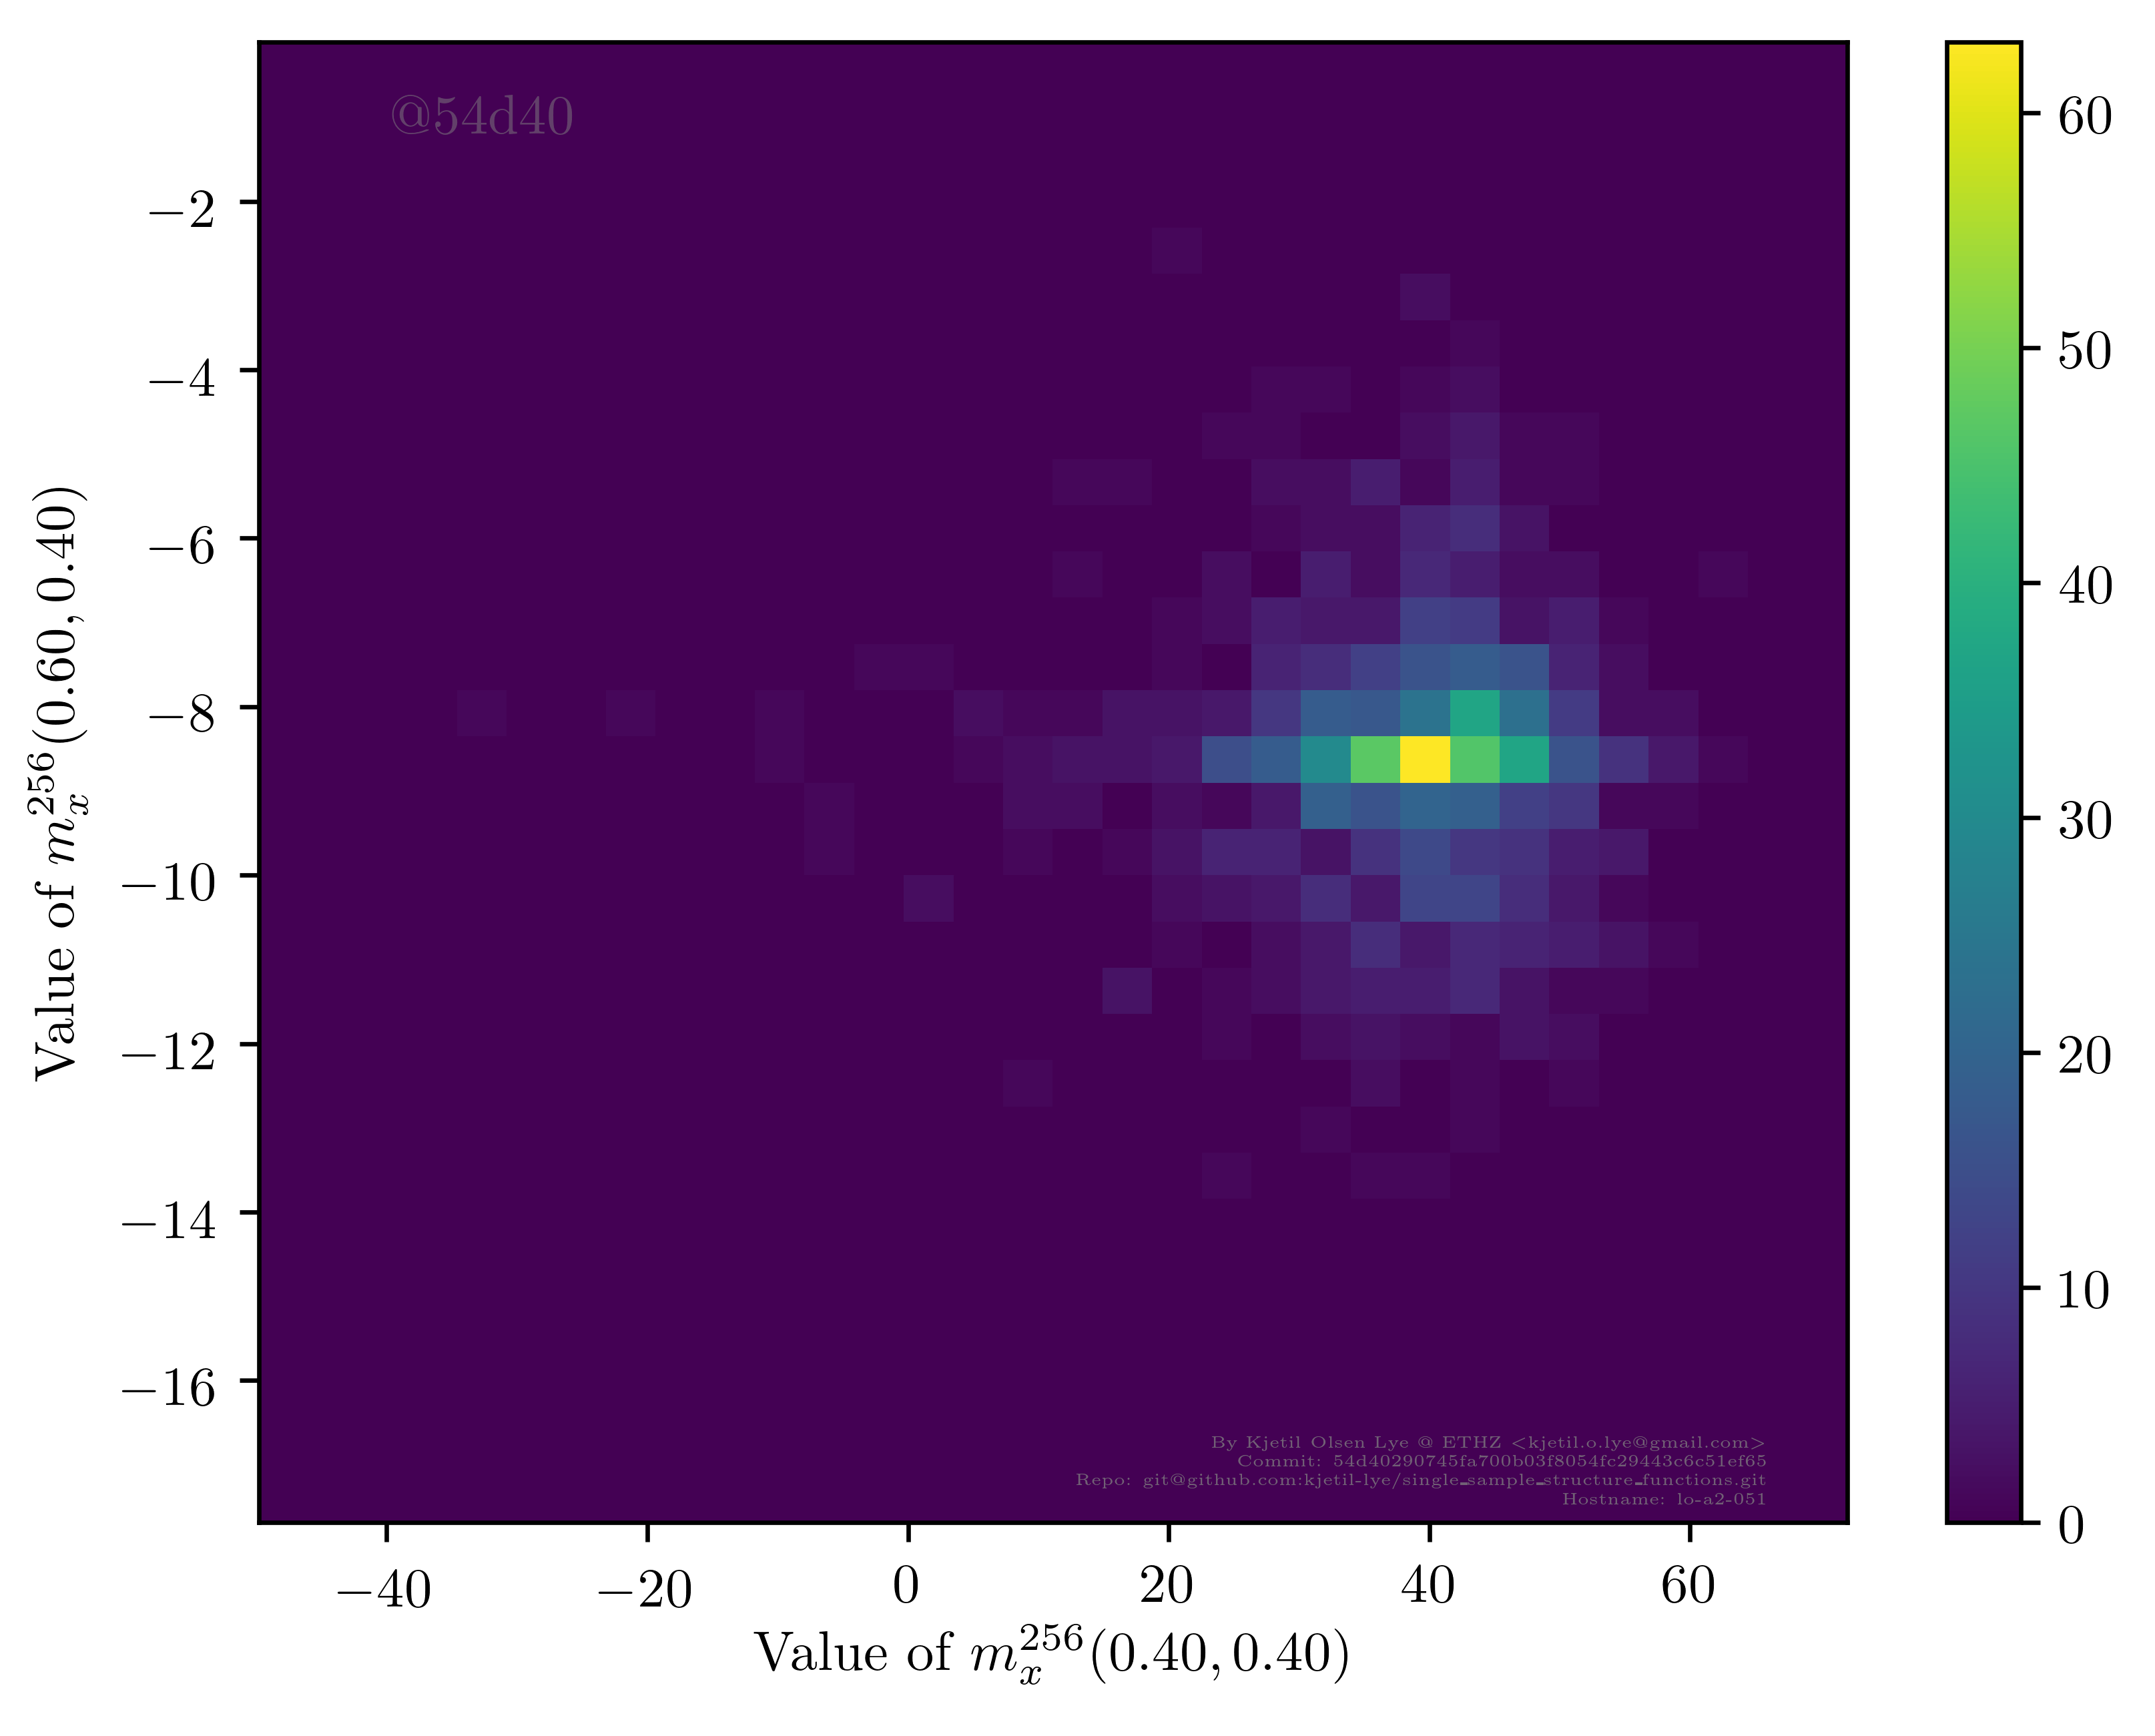 @54d40
−2
−4
−6
−8
−10
−12
−14
−16
Value of m_x^256(0.60, 0.40)
−40 −20 0 20 40 60
Value of m_x^256(0.40, 0.40)
60
50
40
30
20
10
0
By Kjetil Olsen Lye @ ETHZ <kjetil.o.lye@gmail.com>
Commit: 54d40290745fa700b03f8054fc29443c6c51ef65
Repo: git@github.com:kjetil-lye/single_sample_structure_functions.git
Hostname: lo-a2-051